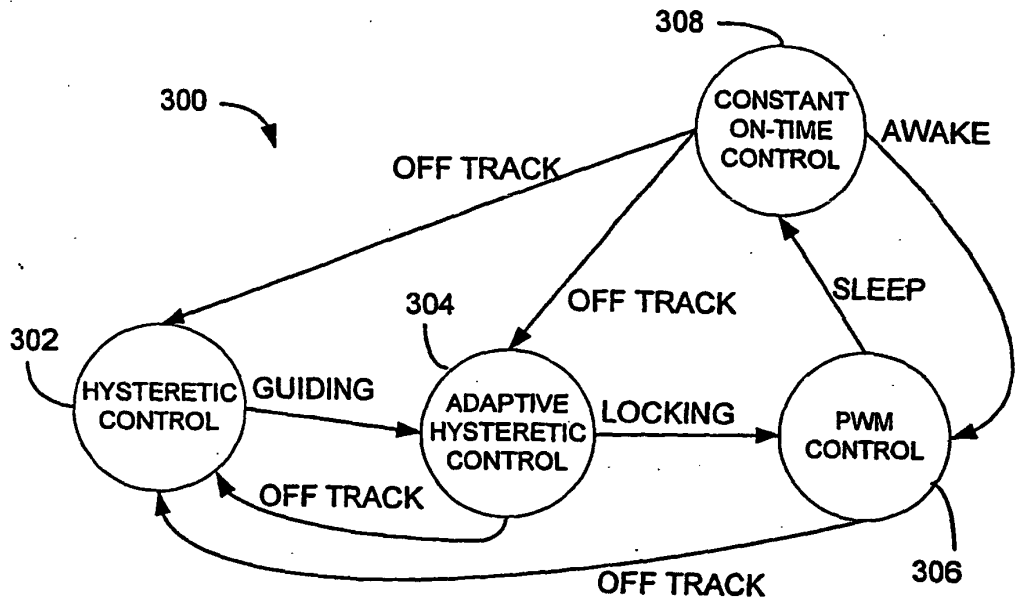 308
300
CONSTANT
ON-TIME
CONTROL
AWAKE
OFF TRACK
OFF TRACK
SLEEP
304
302
HYSTERETIC
CONTROL
GUIDING
ADAPTIVE
HYSTERETIC
CONTROL
LOCKING
PWM
CONTROL
OFF TRACK
OFF TRACK
306